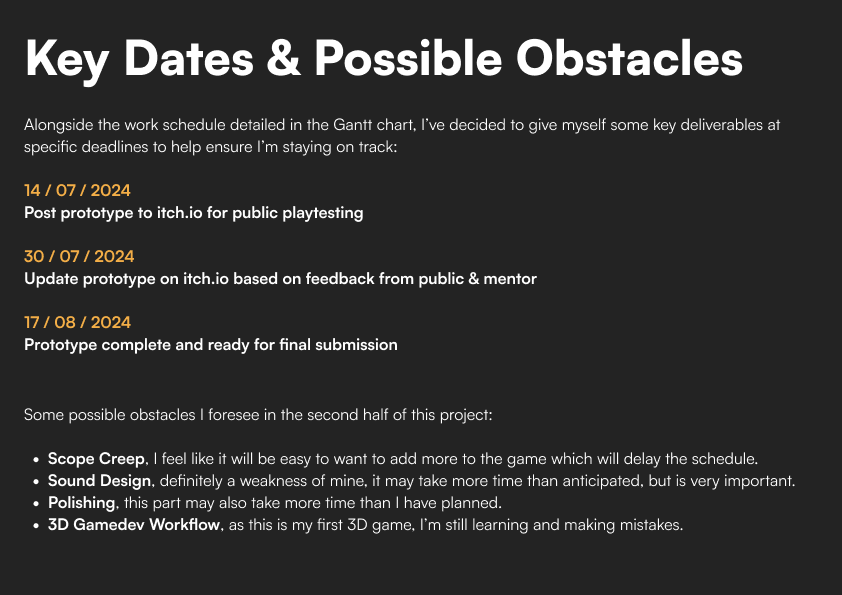 Key Dates & Possible Obstacles
Alongside the work schedule detailed in the Gantt chart, I’ve decided to give myself some key deliverables at
specific deadlines to help ensure I’m staying on track:
14 / 07 / 2024
Post prototype to itch.io for public playtesting
30 / 07 / 2024
Update prototype on itch.io based on feedback from public & mentor
17 / 08 / 2024
Prototype complete and ready for final submission
Some possible obstacles I foresee in the second half of this project:
• Scope Creep, I feel like it will be easy to want to add more to the game which will delay the schedule.
• Sound Design, definitely a weakness of mine, it may take more time than anticipated, but is very important.
• Polishing, this part may also take more time than I have planned.
• 3D Gamedev Workflow, as this is my first 3D game, I’m still learning and making mistakes.